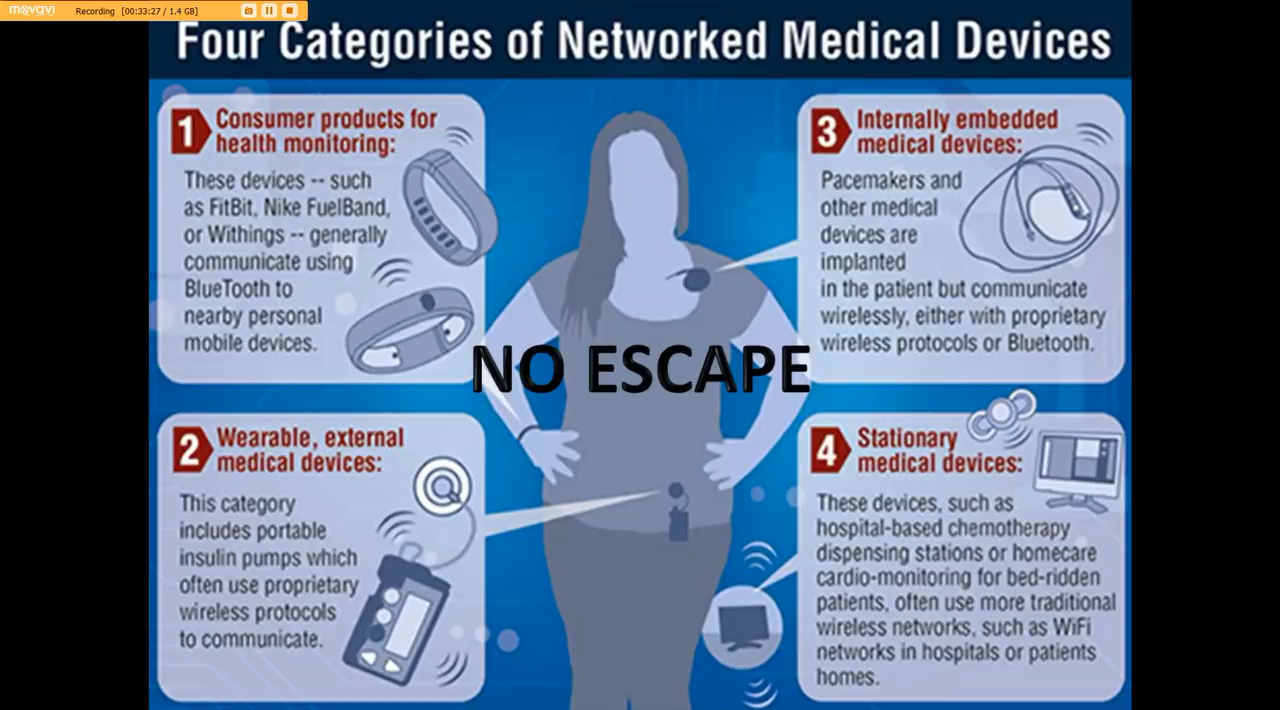 movavi
Recording [00:33:27 / 1.4 GB]
Four Categories of Networked Medical Devices
1
Consumer products for
health monitoring:
These devices -- such
as FitBit, Nike FuelBand,
or Withings -- generally
communicate using
BlueTooth to
nearby personal
mobile devices.
2
Wearable, external
medical devices:
This category
includes portable
insulin pumps which
often use proprietary
wireless protocols
to communicate.
NO ESCAPE
3
Internally embedded
medical devices:
Pacemakers and
other medical
devices are
implanted
in the patient but communicate
wirelessly, either with proprietary
wireless protocols or Bluetooth.
4
Stationary
medical devices:
These devices, such as
hospital-based chemotherapy
dispensing stations or homecare
cardio-monitoring for bed-ridden
patients, often use more traditional
wireless networks, such as WiFi
networks in hospitals or patients
homes.